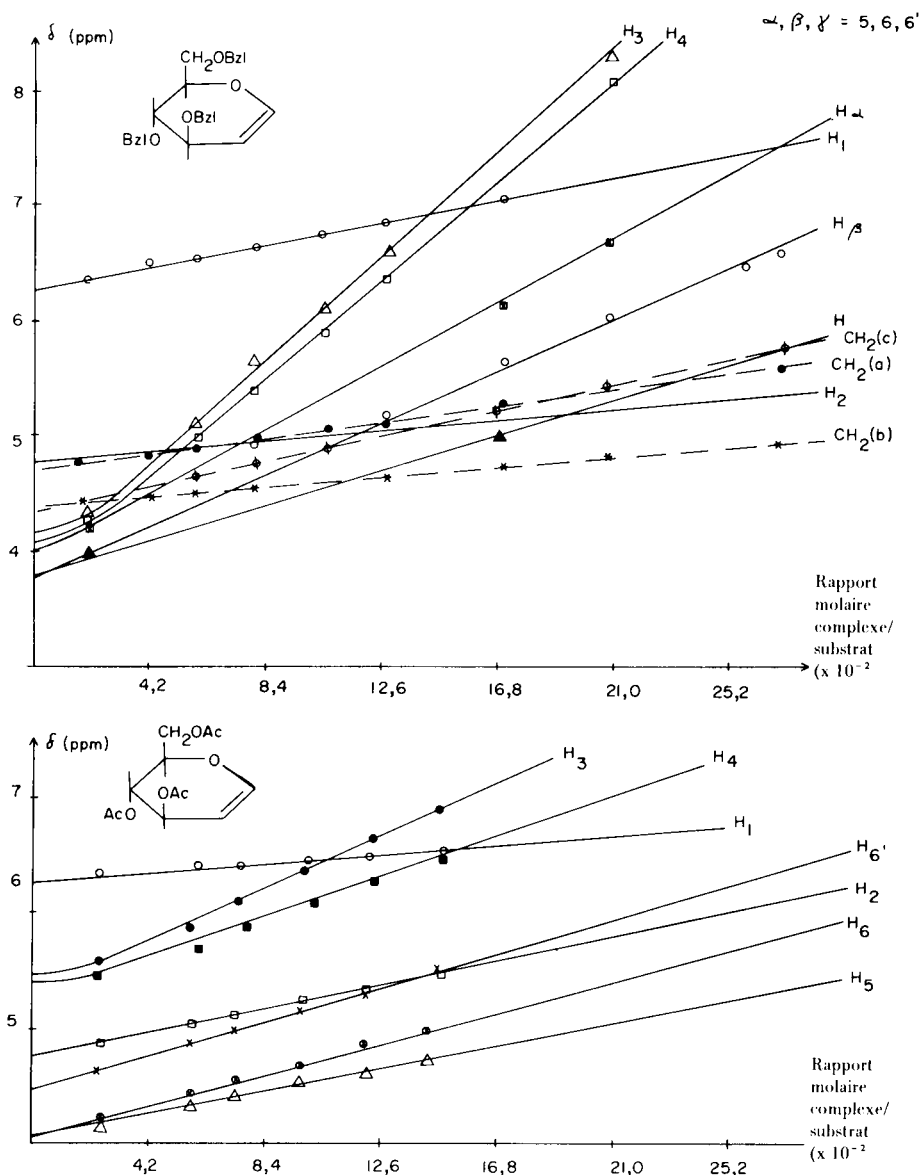 δ (ppm)
α, β, γ = 5, 6, 6'
CH₂OBzl
O
OBzl
BzlO
H₃
H₄
8
Hα
H₁
7
Hβ
6
H
CH₂(c)
CH₂(a)
H₂
5
CH₂(b)
4
Rapport
molaire
complexe/
substrat
(x 10⁻²
4,2
8,4
12,6
16,8
21,0
25,2
δ (ppm)
CH₂OAc
O
OAc
AcO
H₃
H₄
7
H₁
H₆'
6
H₂
H₆
H₅
5
Rapport
molaire
complexe/
substrat
(x 10⁻²
4,2
8,4
12,6
16,8
21,0
25,2